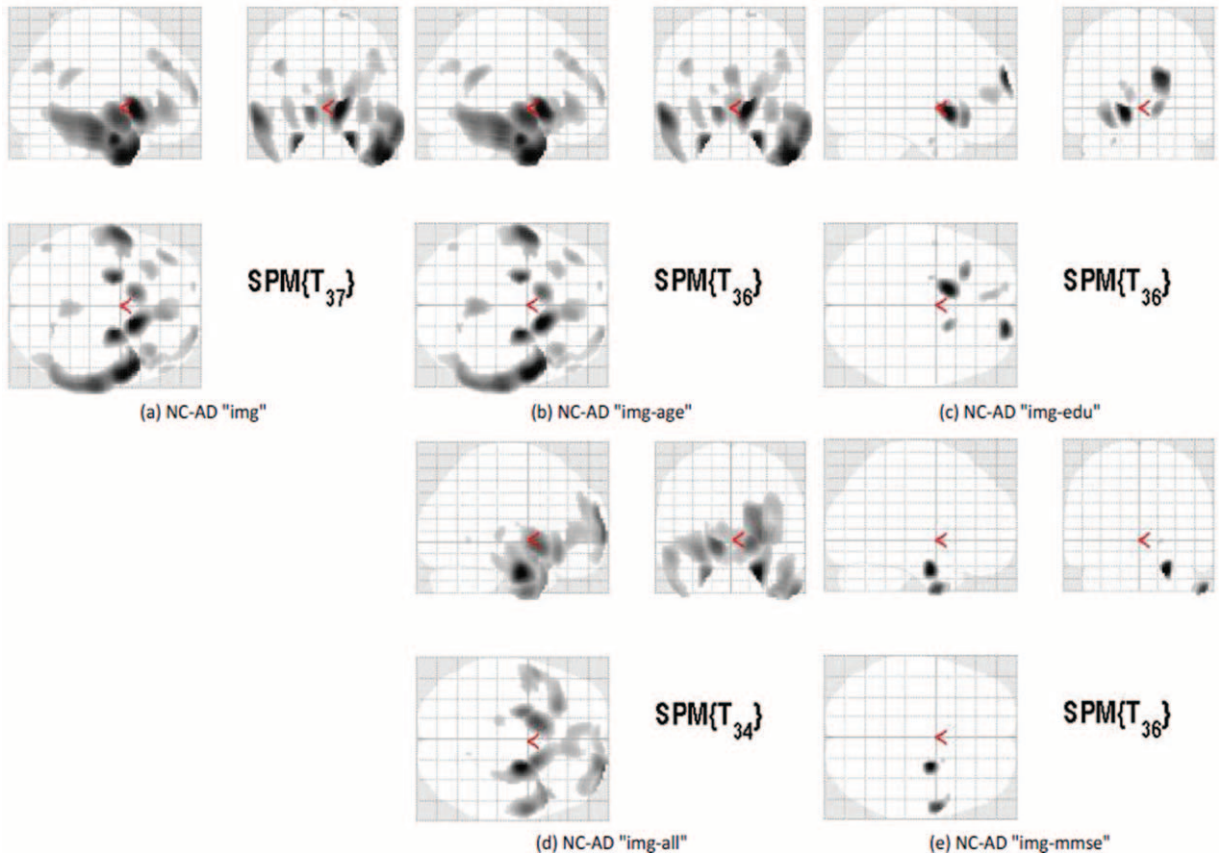 SPM{T37}
SPM{T36}
SPM{T36}
(a) NC-AD "img"
(b) NC-AD "img-age"
(c) NC-AD "img-edu"
SPM{T34}
SPM{T36}
(d) NC-AD "img-all"
(e) NC-AD "img-mmse"